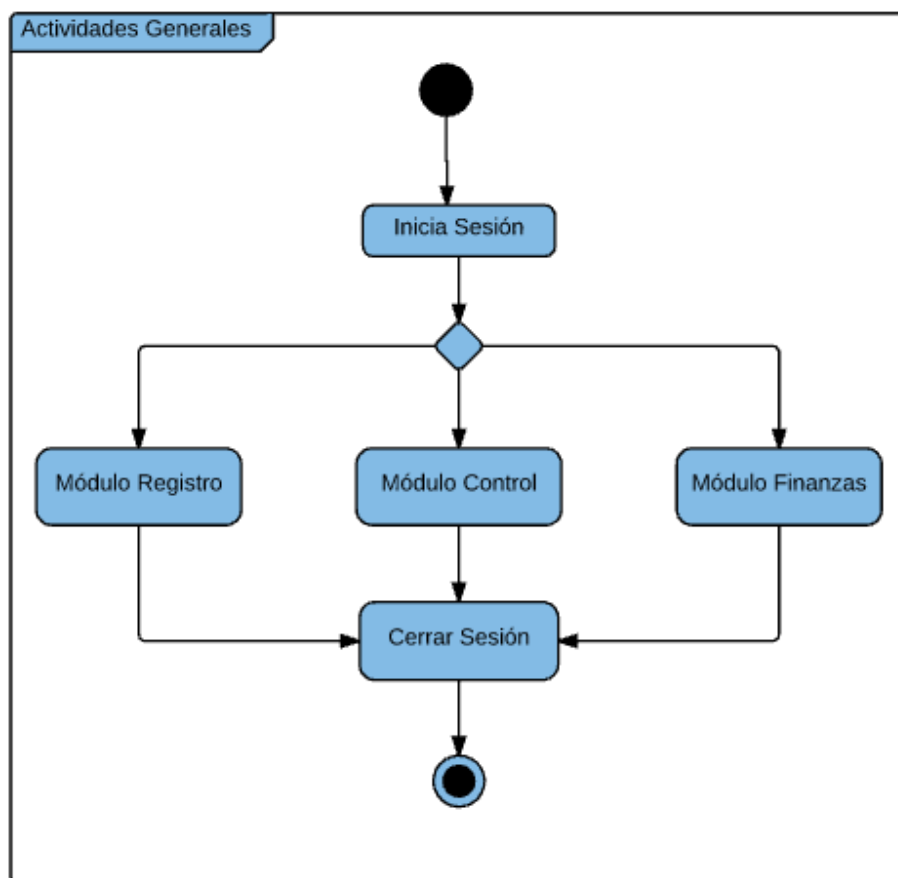 Actividades Generales
Inicia Sesión
Módulo Registro
Módulo Control
Módulo Finanzas
Cerrar Sesión